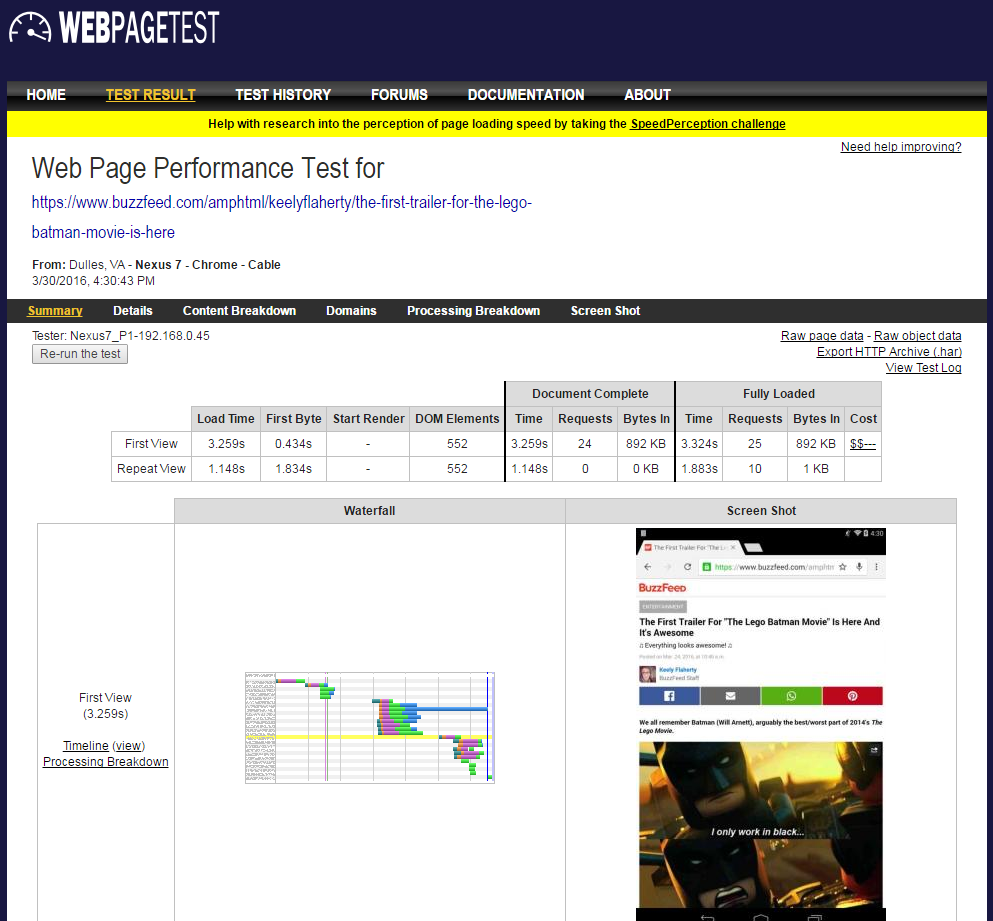 WEBPAGETEST
HOME TEST RESULT TEST HISTORY FORUMS DOCUMENTATION ABOUT
Help with research into the perception of page loading speed by taking the SpeedPerception challenge
Need help improving?
Web Page Performance Test for
https://www.buzzfeed.com/amphtml/keelyflaherty/the-first-trailer-for-the-lego-
batman-movie-is-here
From: Dulles, VA - Nexus 7 - Chrome - Cable
3/30/2016, 4:30:43 PM
Summary Details Content Breakdown Domains Processing Breakdown Screen Shot
Tester: Nexus7_P1-192.168.0.45
Re-run the test
Raw page data - Raw object data
Export HTTP Archive (.har)
View Test Log
Document Complete Fully Loaded
Load Time First Byte Start Render DOM Elements Time Requests Bytes In Time Requests Bytes In Cost
First View 3.259s 0.434s - 552 3.259s 24 892 KB 3.324s 25 892 KB $$---
Repeat View 1.148s 1.834s - 552 1.148s 0 0 KB 1.883s 10 1 KB
Waterfall Screen Shot
First View
(3.259s)
Timeline (view)
Processing Breakdown
4:30
The First Trailer For "The Le
https://www.buzzfeed.com/amphtm
BuzzFeed
ENTERTAINMENT
The First Trailer For "The Lego Batman Movie" Is Here And
It's Awesome
♫ Everything looks awesome! ♫
Posted on Mar. 24, 2016, at 10:49 a.m.
Keely Flaherty
BuzzFeed Staff
We all remember Batman (Will Arnett), arguably the best/worst part of 2014's The
Lego Movie.
I only work in black...